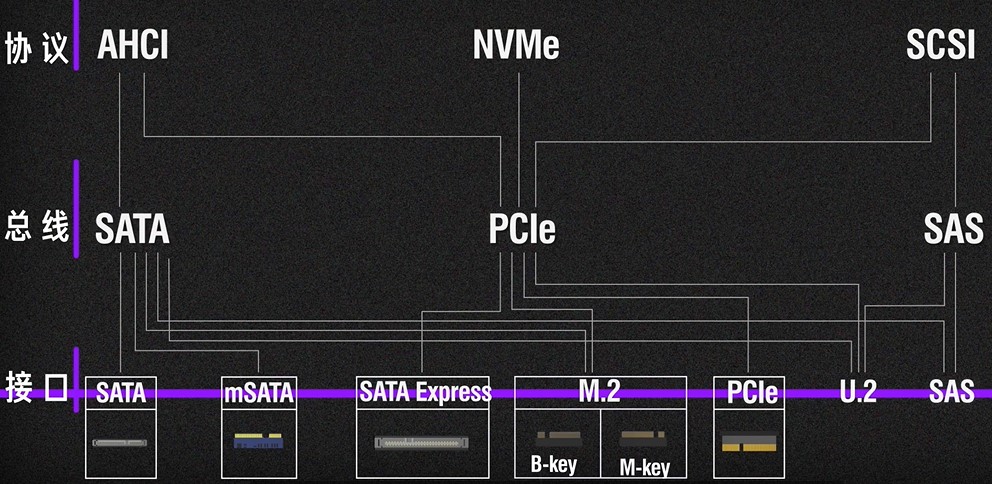 协议 AHCI NVMe SCSI
总线 SATA PCIe SAS
接口 SATA mSATA SATA Express M.2 PCIe U.2 SAS
B-key M-key